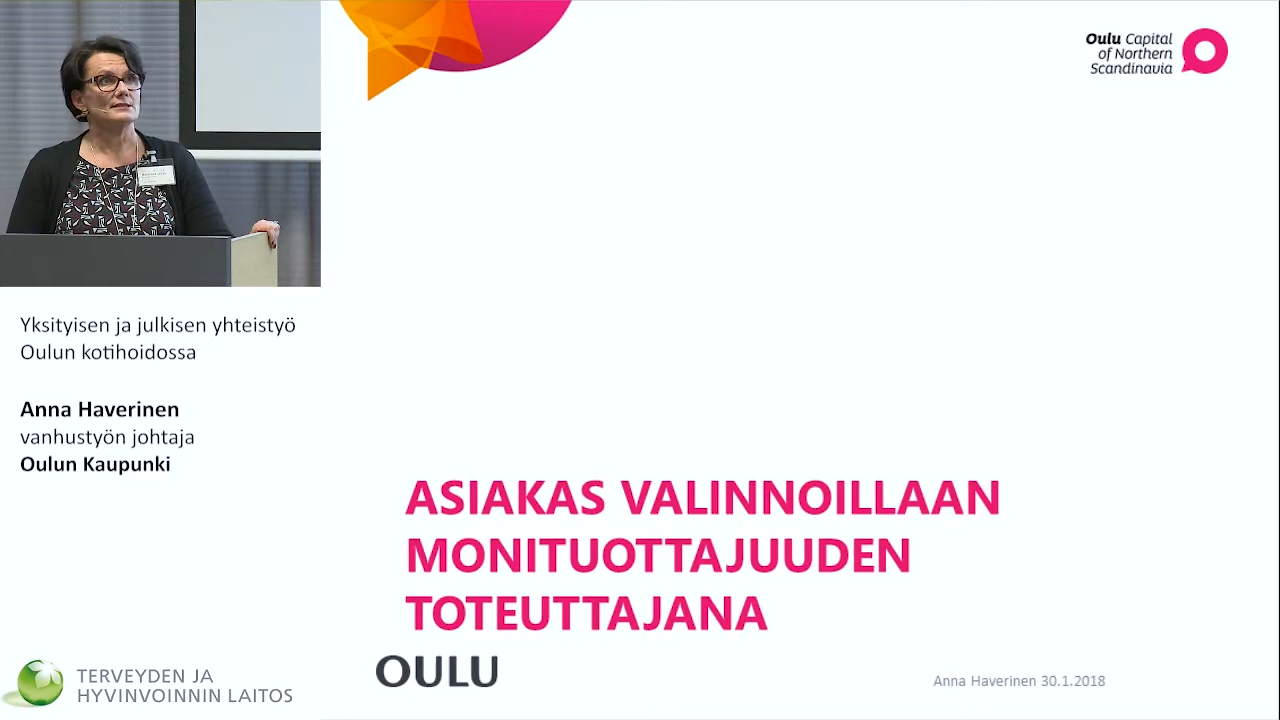 Oulu Capital
of Northern
Scandinavia
Yksityisen ja julkisen yhteistyö
Oulun kotihoidossa
Anna Haverinen
vanhustyön johtaja
Oulun Kaupunki
ASIAKAS VALINNOILLAAN
MONITUOTTAJUUDEN
TOTEUTTAJANA
OULU
Anna Haverinen 30.1.2018
TERVEYDEN JA
HYVINVOINNIN LAITOS